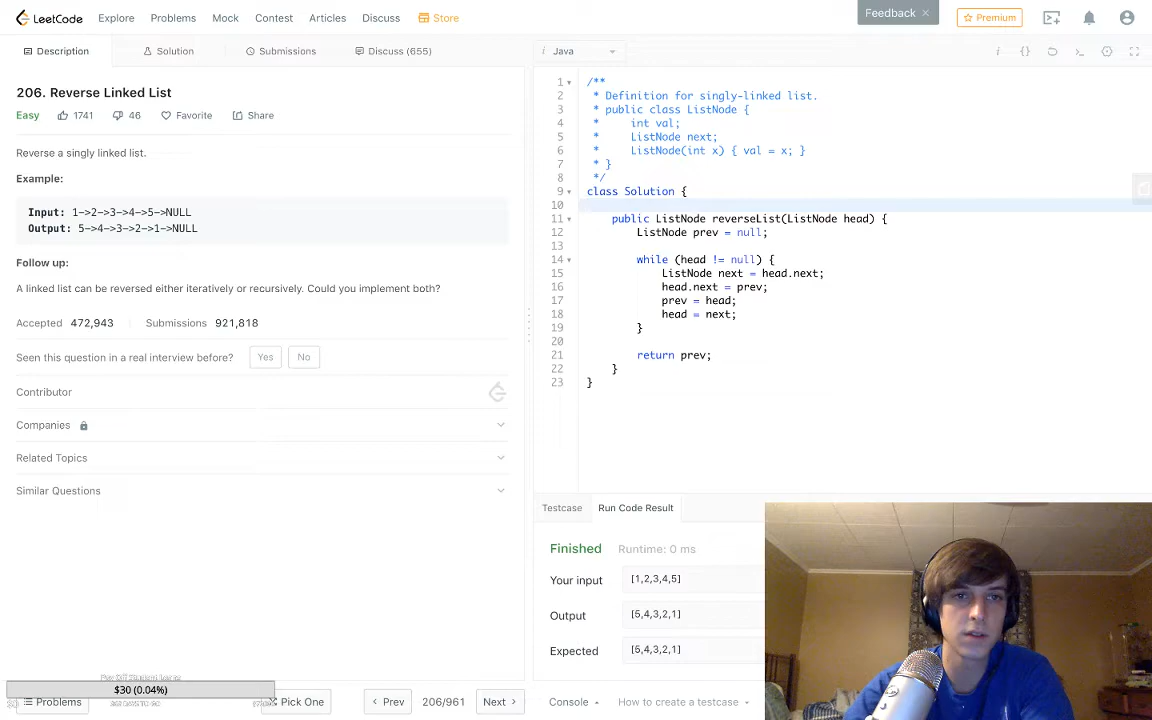 LeetCode
Explore
Problems
Mock
Contest
Articles
Discuss
Store
Feedback ×
Premium
Description
Solution
Submissions
Discuss (655)
i Java
206. Reverse Linked List
Easy
1741
46
Favorite
Share
Reverse a singly linked list.
Example:
Input: 1->2->3->4->5->NULL
Output: 5->4->3->2->1->NULL
Follow up:
A linked list can be reversed either iteratively or recursively. Could you implement both?
Accepted 472,943
Submissions 921,818
Seen this question in a real interview before?
Yes
No
Contributor
Companies
Related Topics
Similar Questions
$30 (0.04%)
Problems
Pick One
< Prev
206/961
Next >
1 /**
2 * Definition for singly-linked list.
3 * public class ListNode {
4 * int val;
5 * ListNode next;
6 * ListNode(int x) { val = x; }
7 * }
8 */
9 class Solution {
10
11 public ListNode reverseList(ListNode head) {
12 ListNode prev = null;
13
14 while (head != null) {
15 ListNode next = head.next;
16 head.next = prev;
17 prev = head;
18 head = next;
19 }
20
21 return prev;
22 }
23 }
Testcase
Run Code Result
Finished
Runtime: 0 ms
Your input
[1,2,3,4,5]
Output
[5,4,3,2,1]
Expected
[5,4,3,2,1]
Console
How to create a testcase